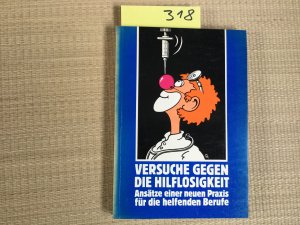 318
VERSUCHE GEGEN
DIE HILFLOSIGKEIT
Ansätze einer neuen Praxis
für die helfenden Berufe